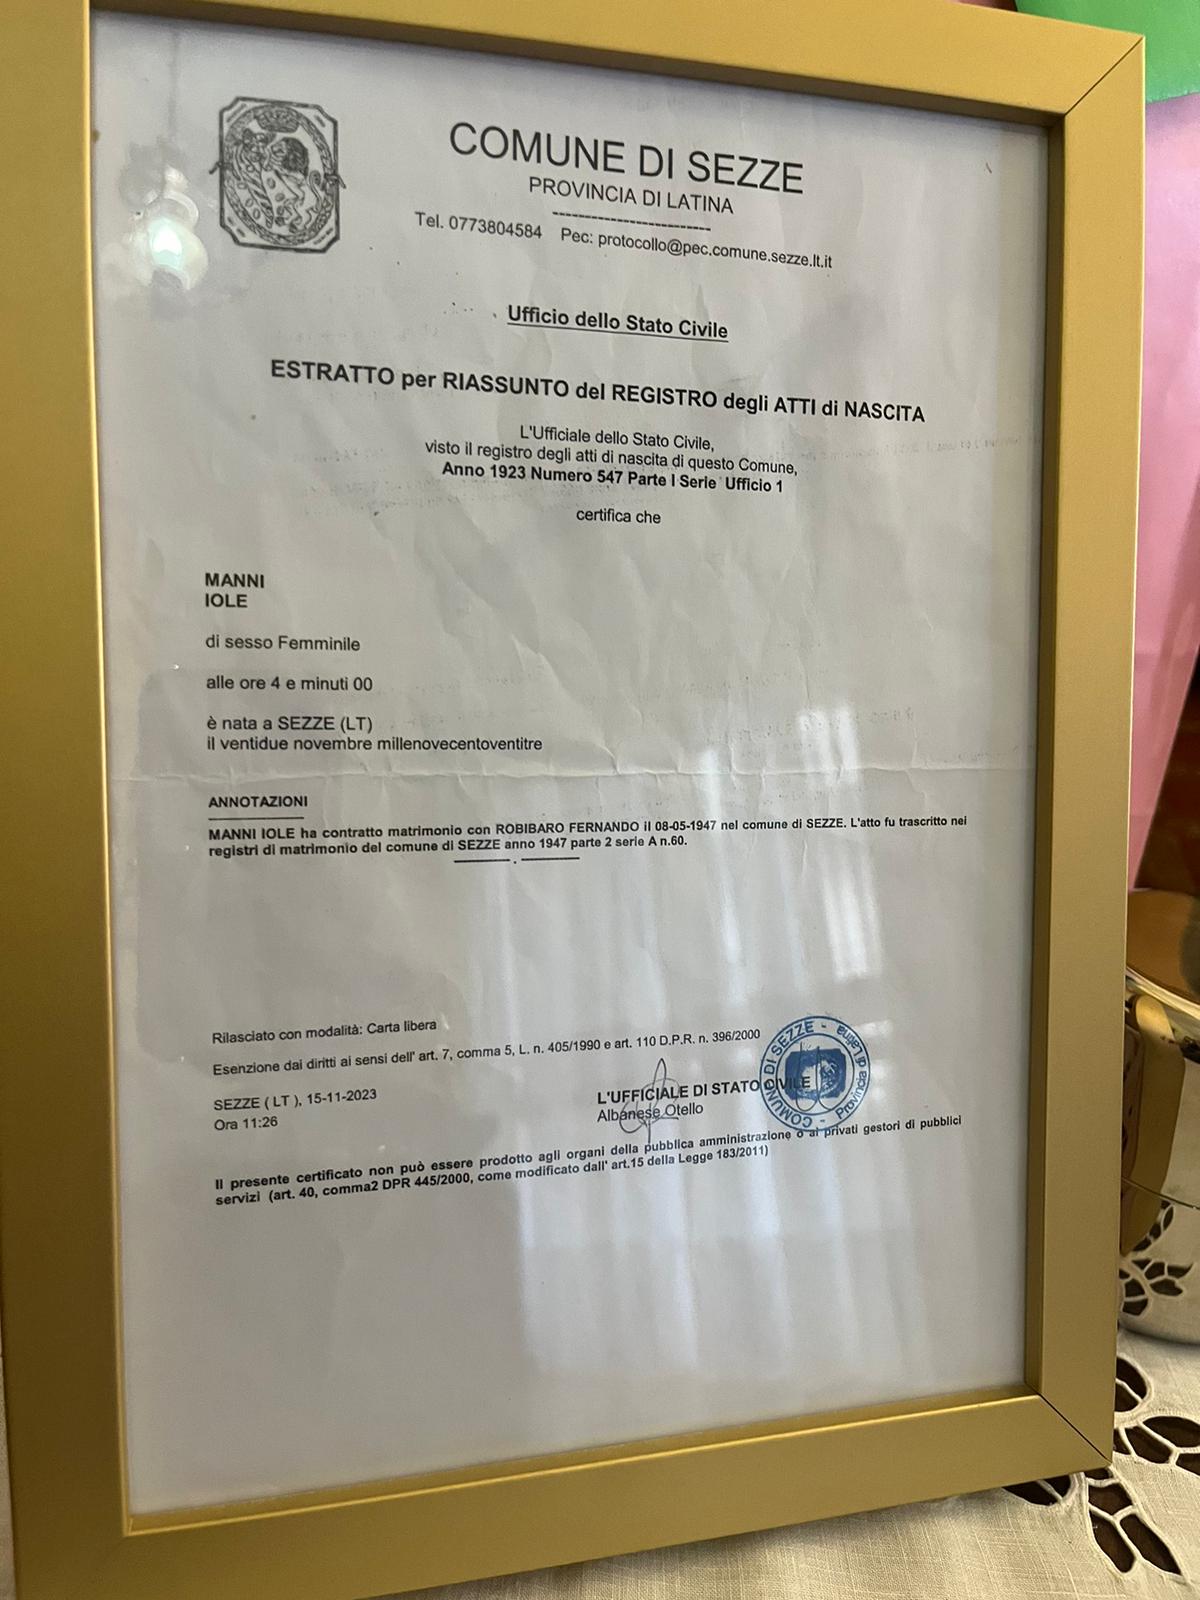 COMUNE DI SEZZE
PROVINCIA DI LATINA
------------------------
Tel. 0773804584 Pec: protocollo@pec.comune.sezze.lt.it
Ufficio dello Stato Civile
ESTRATTO per RIASSUNTO del REGISTRO degli ATTI di NASCITA
L'Ufficiale dello Stato Civile,
visto il registro degli atti di nascita di questo Comune,
Anno 1923 Numero 547 Parte I Serie Ufficio 1
certifica che
MANNI
IOLE
di sesso Femminile
alle ore 4 e minuti 00
è nata a SEZZE (LT)
il ventidue novembre millenovecentoventitre
ANNOTAZIONI
MANNI IOLE ha contratto matrimonio con ROBIBARO FERNANDO il 08-05-1947 nel comune di SEZZE. L'atto fu trascritto nei
registri di matrimonio del comune di SEZZE anno 1947 parte 2 serie A n.60.
Rilasciato con modalità: Carta libera
Esenzione dai diritti ai sensi dell' art. 7, comma 5, L. n. 405/1990 e art. 110 D.P.R. n. 396/2000
SEZZE ( LT ), 15-11-2023
Ora 11:26
L'UFFICIALE DI STATO CIVILE
Albanese Otello
COMUNE DI SEZZE - Provincia di Latina -
Il presente certificato non può essere prodotto agli organi della pubblica amministrazione o ai privati gestori di pubblici
servizi (art. 40, comma2 DPR 445/2000, come modificato dall' art.15 della Legge 183/2011)